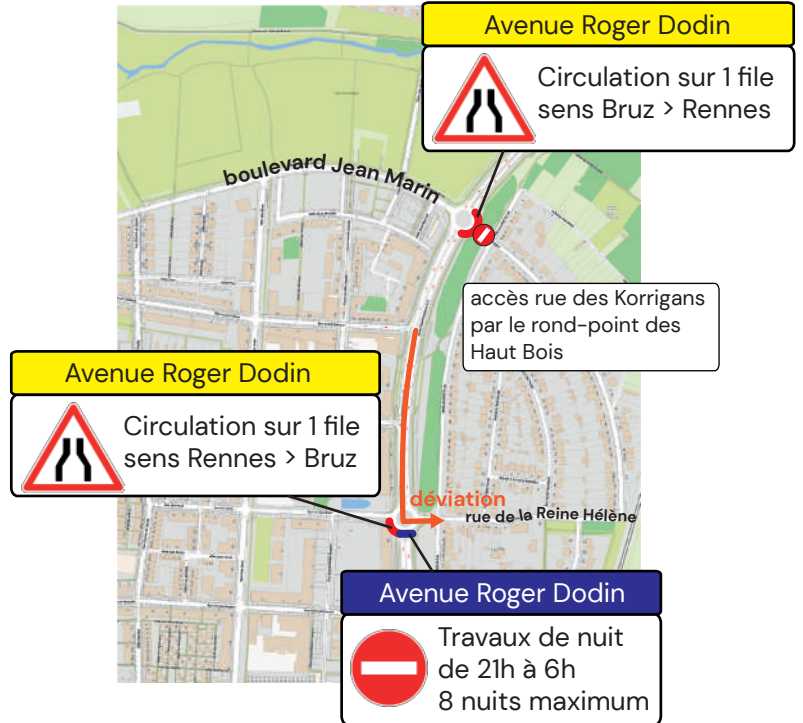 Avenue Roger Dodin
Circulation sur 1 file
sens Bruz > Rennes
boulevard Jean Marin
accès rue des Korrigans
par le rond-point des
Haut Bois
Avenue Roger Dodin
Circulation sur 1 file
sens Rennes > Bruz
déviation
rue de la Reine Hélène
Avenue Roger Dodin
Travaux de nuit
de 21h à 6h
8 nuits maximum